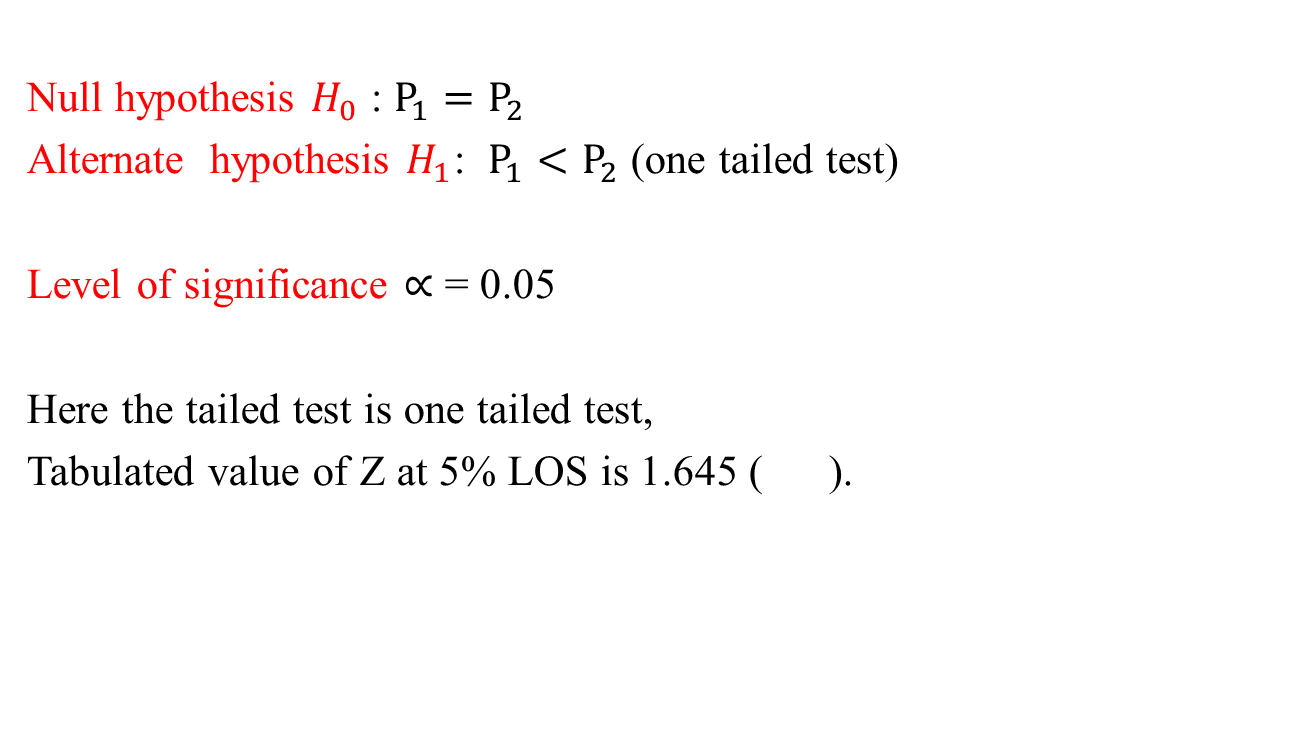 Null hypothesis H₀ : P₁ = P₂
Alternate hypothesis H₁: P₁ < P₂ (one tailed test)
Level of significance ∝ = 0.05
Here the tailed test is one tailed test,
Tabulated value of Z at 5% LOS is 1.645 ( ).